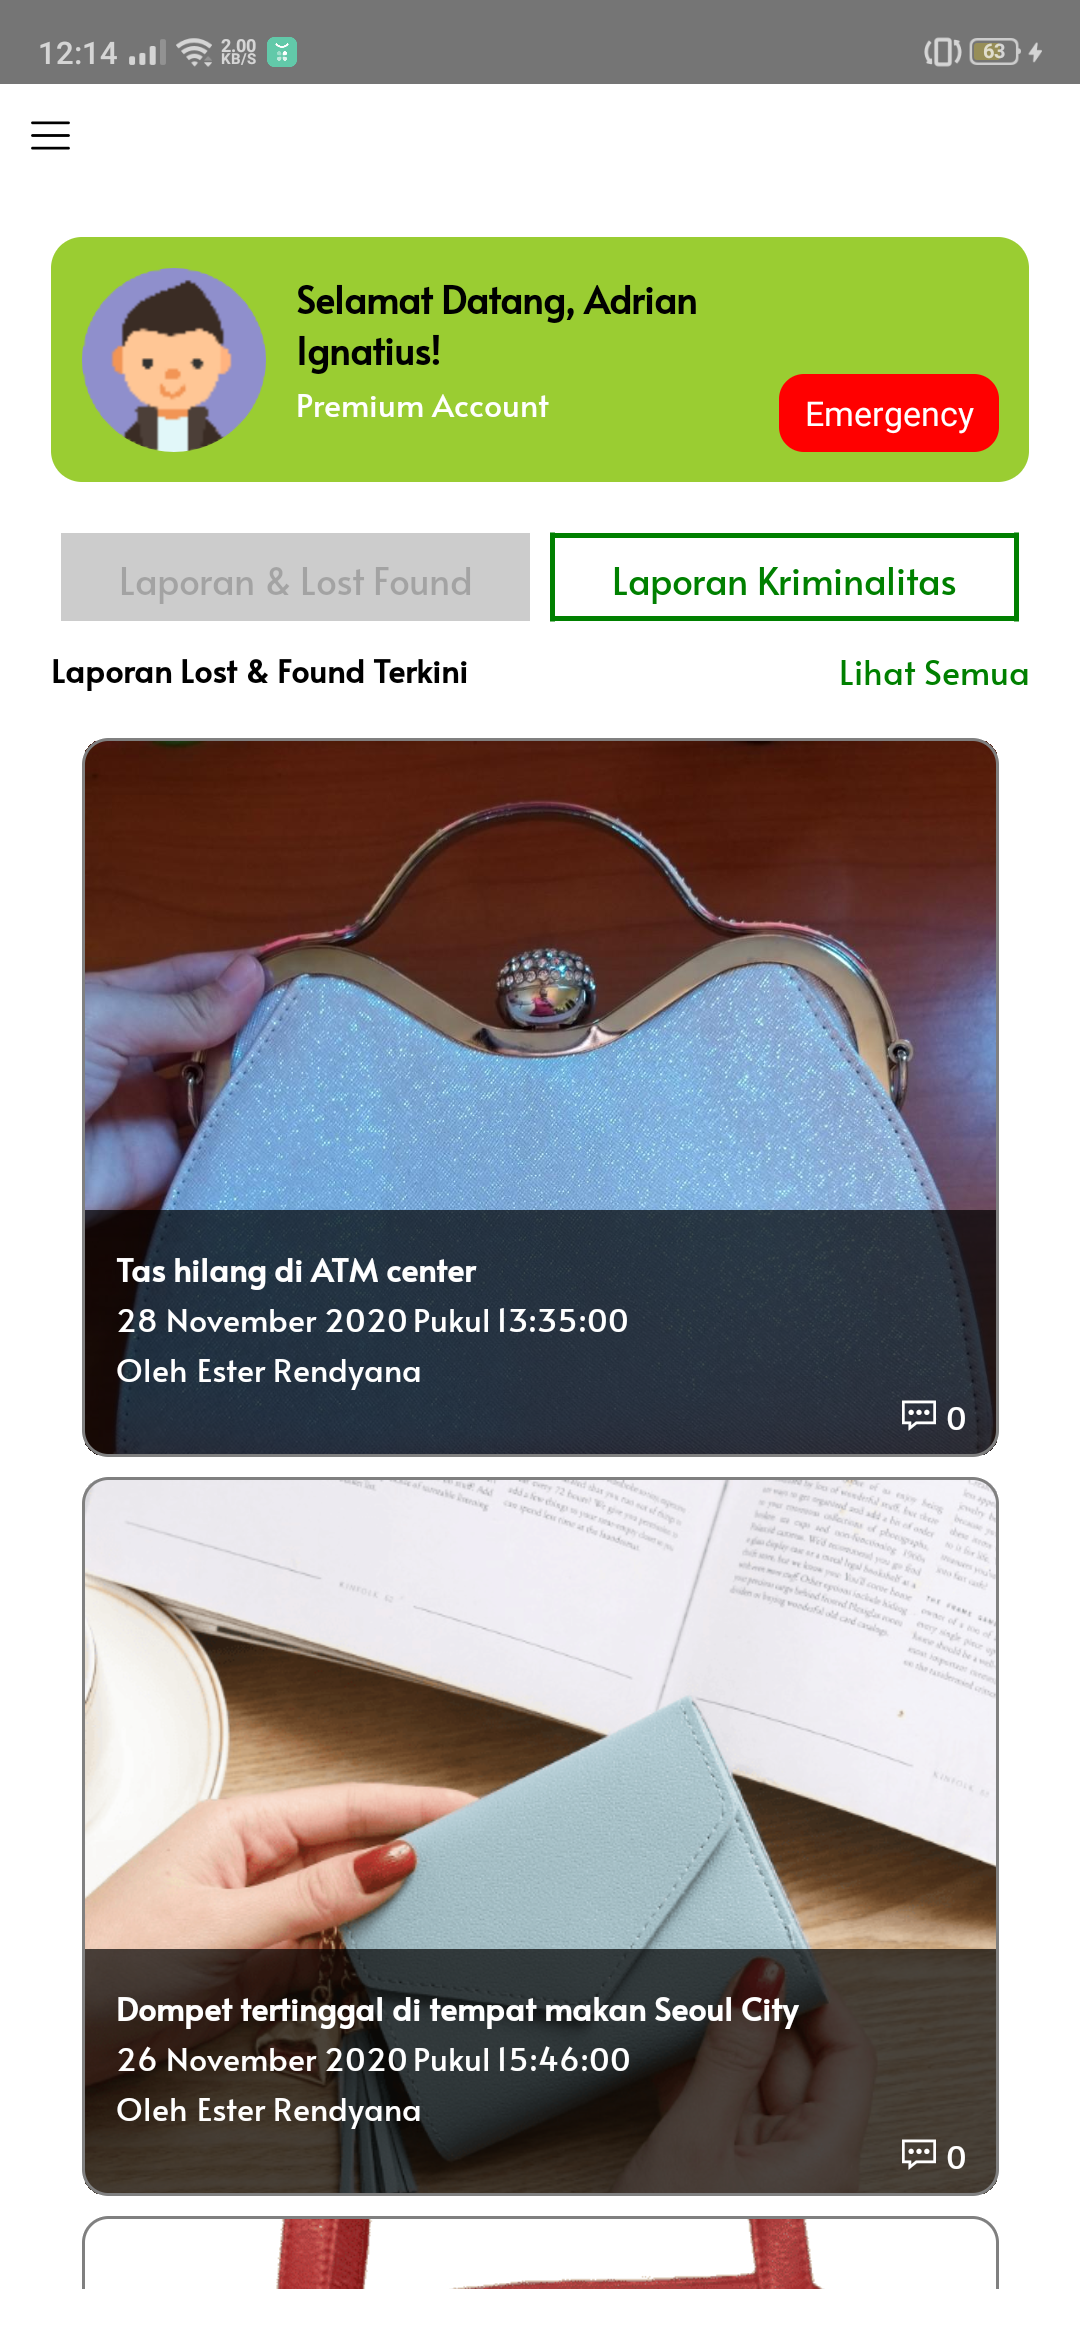 12:14 2.00 KB/S 63
Selamat Datang, Adrian
Ignatius!
Premium Account
Emergency
Laporan & Lost Found
Laporan Kriminalitas
Laporan Lost & Found Terkini
Lihat Semua
Tas hilang di ATM center
28 November 2020 Pukul 13:35:00
Oleh Ester Rendyana
0
KINFOLK
KINFOLK
Dompet tertinggal di tempat makan Seoul City
26 November 2020 Pukul 15:46:00
Oleh Ester Rendyana
0